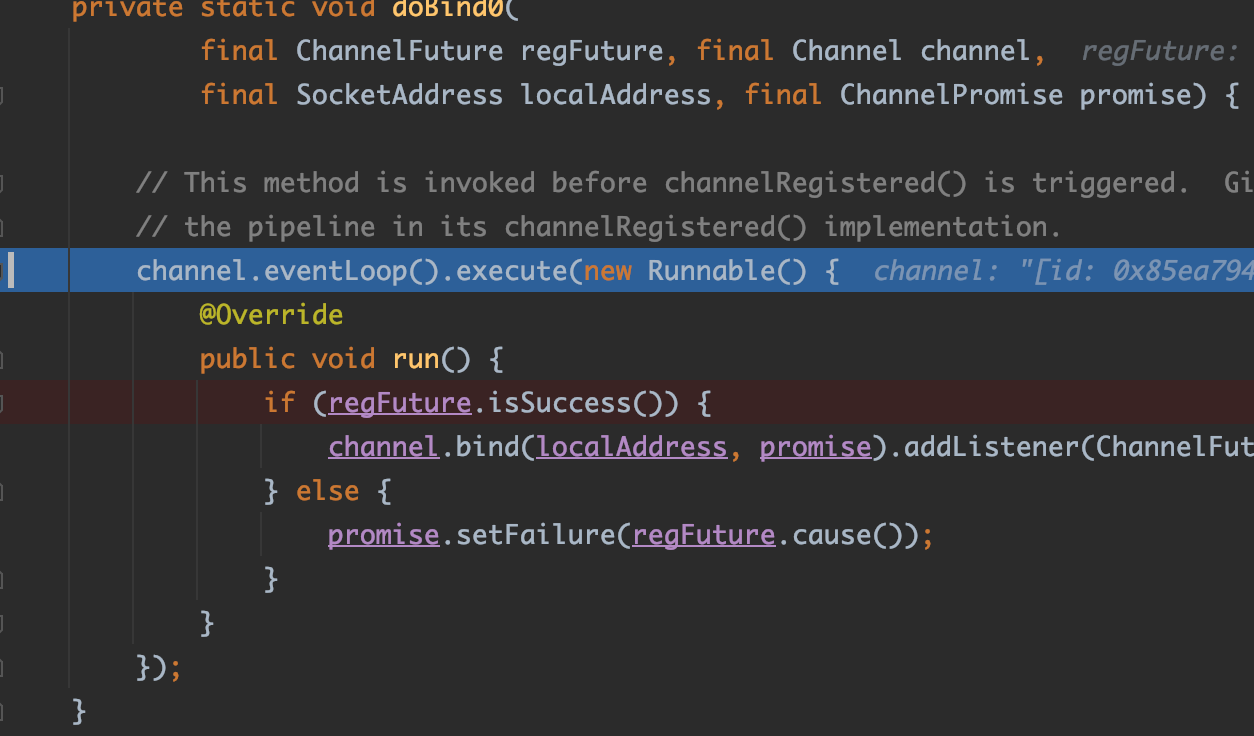 private static void doBind0(
final ChannelFuture regFuture, final Channel channel, regFuture:
final SocketAddress localAddress, final ChannelPromise promise) {
// This method is invoked before channelRegistered() is triggered. Gi
// the pipeline in its channelRegistered() implementation.
channel.eventLoop().execute(new Runnable() { channel: "[id: 0x85ea794
@Override
public void run() {
if (regFuture.isSuccess()) {
channel.bind(localAddress, promise).addListener(ChannelFut
} else {
promise.setFailure(regFuture.cause());
}
}
});
}